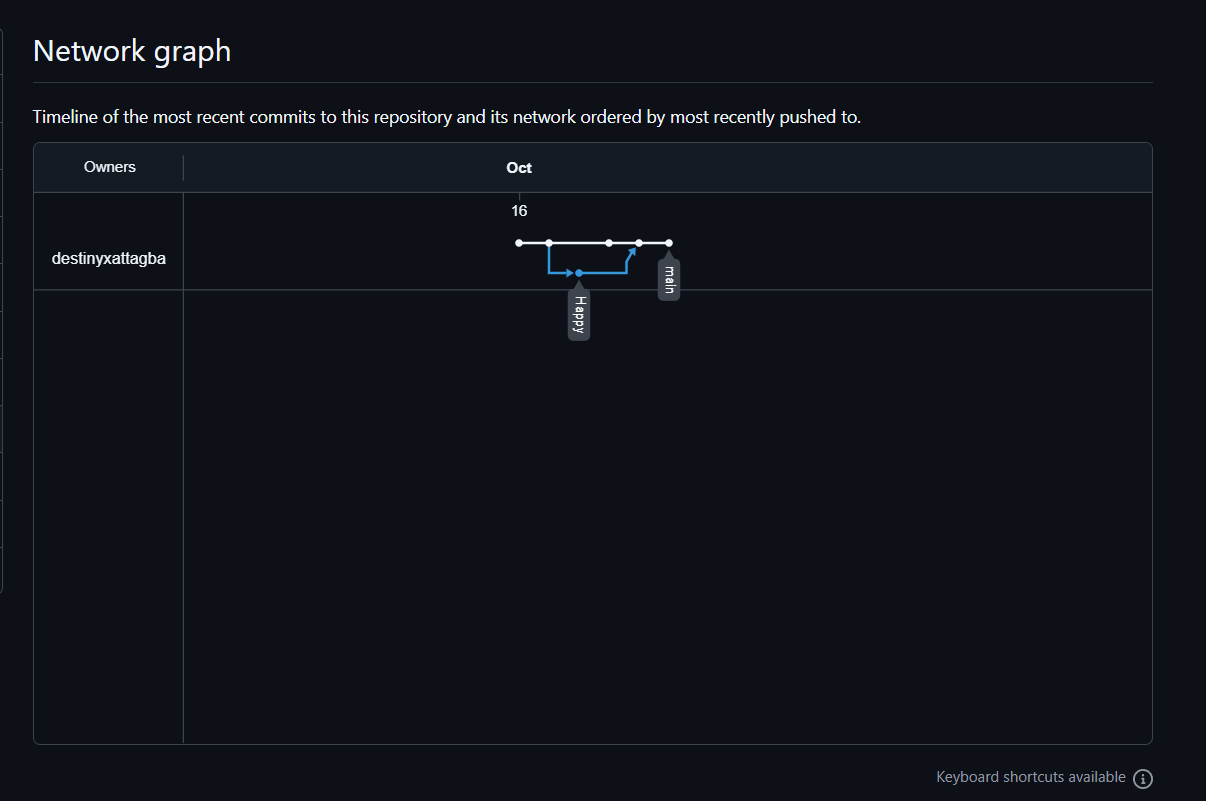 Network graph
Timeline of the most recent commits to this repository and its network ordered by most recently pushed to.
Owners
Oct
16
destinyxattagba
main
Happy
Keyboard shortcuts available